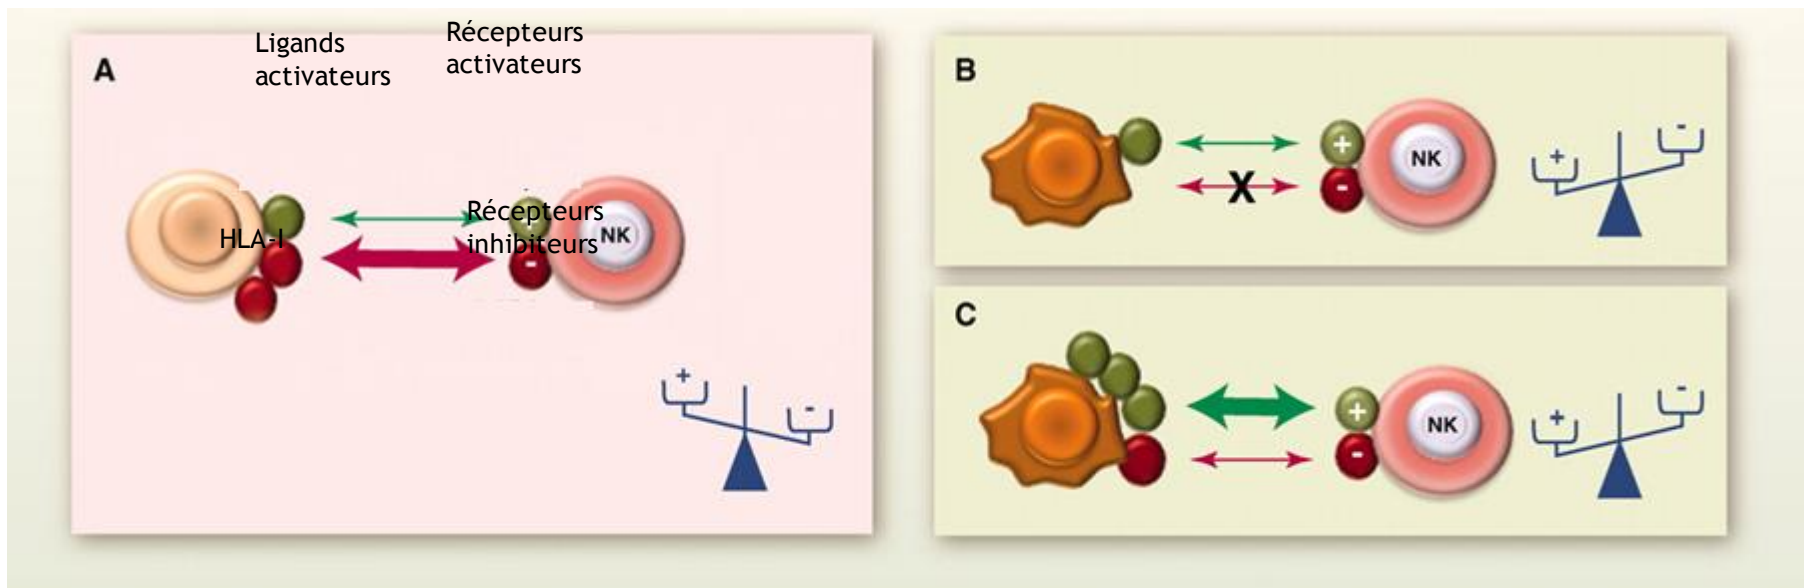 A
Ligands
activateurs
Récepteurs
activateurs
HLA-I
+
Récepteurs
inhibiteurs
-
NK
+
-
B
+
-
X
NK
+
-
C
+
-
NK
+
-